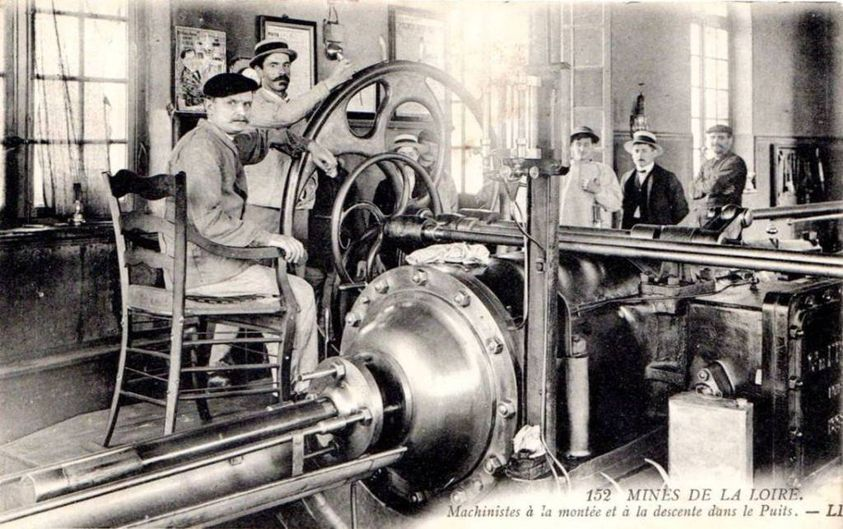 152 MINES DE LA LOIRE.
Machinistes à la montée et à la descente dans le Puits. — LL